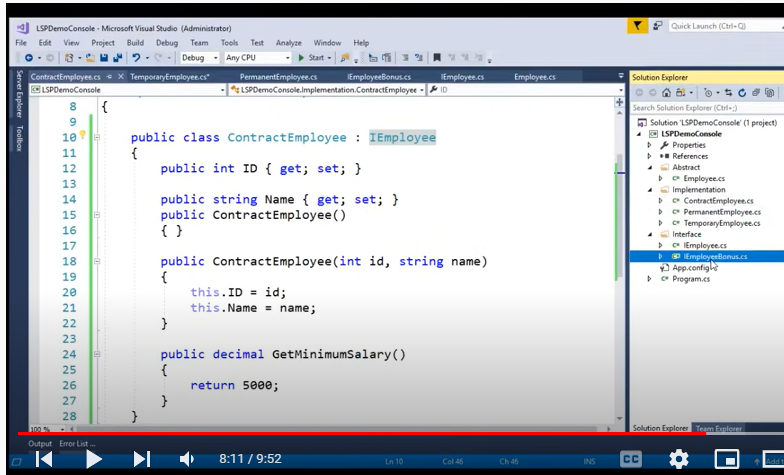 LSPDemoConsole - Microsoft Visual Studio (Administrator)
Quick Launch (Ctrl+Q)
File Edit View Project Build Debug Team Tools Test Analyze Window Help
Debug Any CPU Start
ContractEmployee.cs TemporaryEmployee.cs* PermanentEmployee.cs IEmployeeBonus.cs IEmployee.cs Employee.cs
LSPDemoConsole LSPDemoConsole.Implementation.ContractEmployee ID
Server Explorer
Toolbox
8 {
9
10 public class ContractEmployee : IEmployee
11 {
12 public int ID { get; set; }
13
14 public string Name { get; set; }
15 public ContractEmployee()
16 { }
17
18 public ContractEmployee(int id, string name)
19 {
20 this.ID = id;
21 this.Name = name;
22 }
23
24 public decimal GetMinimumSalary()
25 {
26 return 5000;
27 }
28 }
100 %
Solution Explorer
Search Solution Explorer (Ctrl+;)
Solution 'LSPDemoConsole' (1 project)
LSPDemoConsole
Properties
References
Abstract
Employee.cs
Implementation
ContractEmployee.cs
PermanentEmployee.cs
TemporaryEmployee.cs
Interface
IEmployee.cs
IEmployeeBonus.cs
App.config
Program.cs
Solution Explorer Team Explorer
Output Error List ...
8:11 / 9:52
Ln 10 Col 46 Ch 46 INS
CC